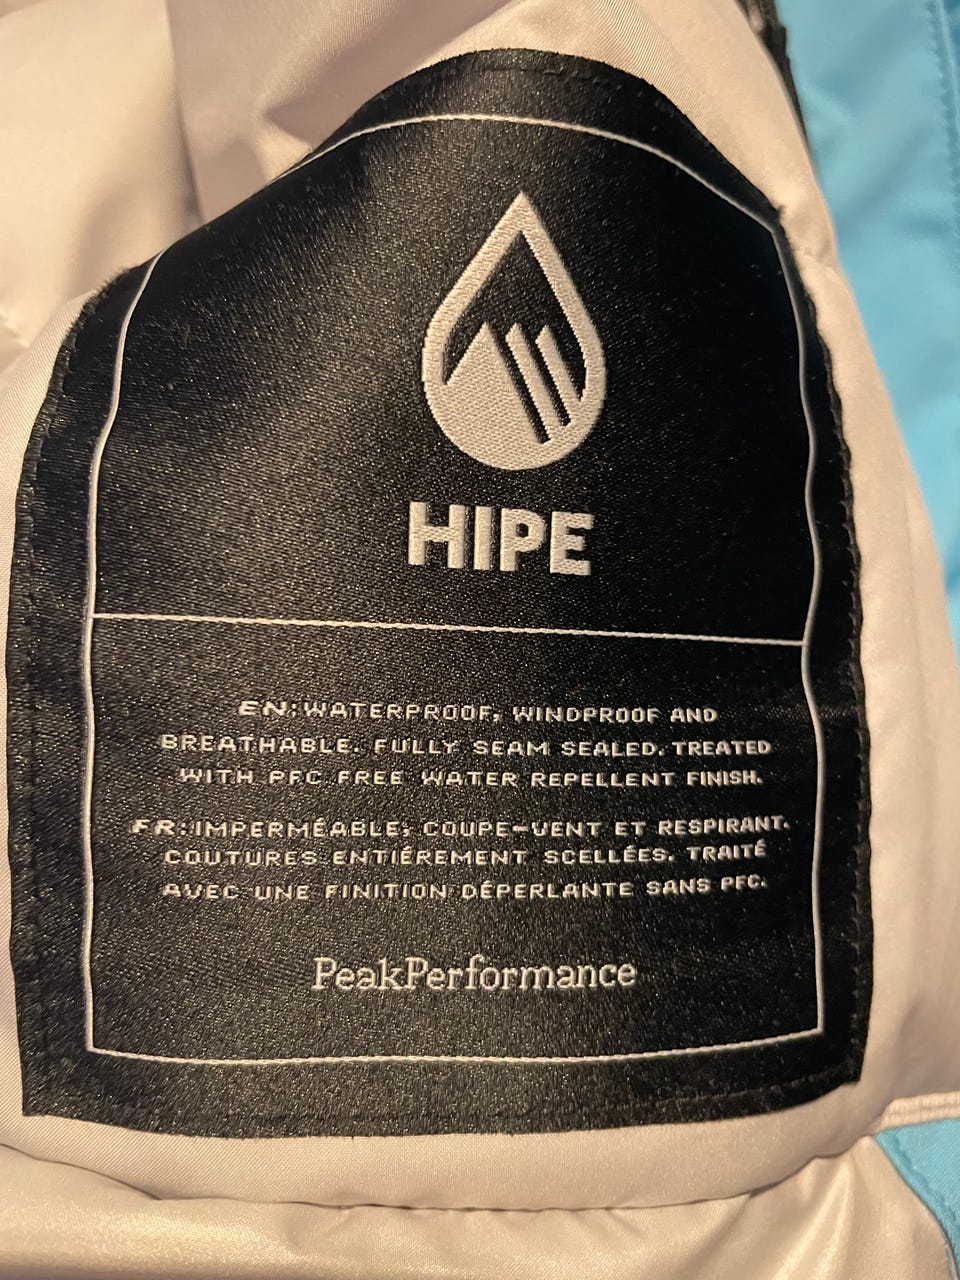 HIPE
EN:WATERPROOF, WINDPROOF AND
BREATHABLE. FULLY SEAM SEALED. TREATED
WITH PFC FREE WATER REPELLENT FINISH.
FR:IMPERMÉABLE, COUPE-VENT ET RESPIRANT.
COUTURES ENTIÉREMENT SCELLÉES. TRAITÉ
AVEC UNE FINITION DÉPERLANTE SANS PFC.
PeakPerformance